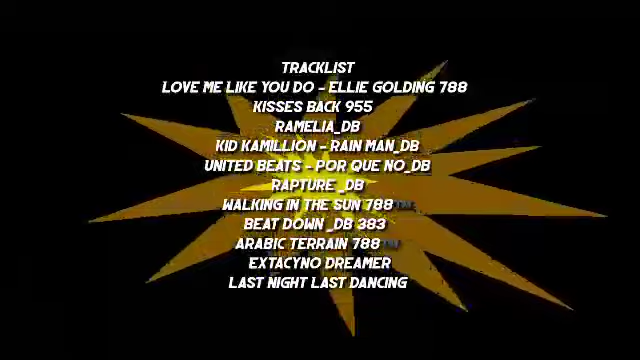 TRACKLIST
LOVE ME LIKE YOU DO - ELLIE GOLDING 788
KISSES BACK 955
RAMELIA_DB
KID KAMILLION - RAIN MAN_DB
UNITED BEATS - POR QUE NO_DB
RAPTURE _DB
WALKING IN THE SUN 788™
BEAT DOWN _DB 383
ARABIC TERRAIN 788™
EXTACYNO DREAMER
LAST NIGHT LAST DANCING